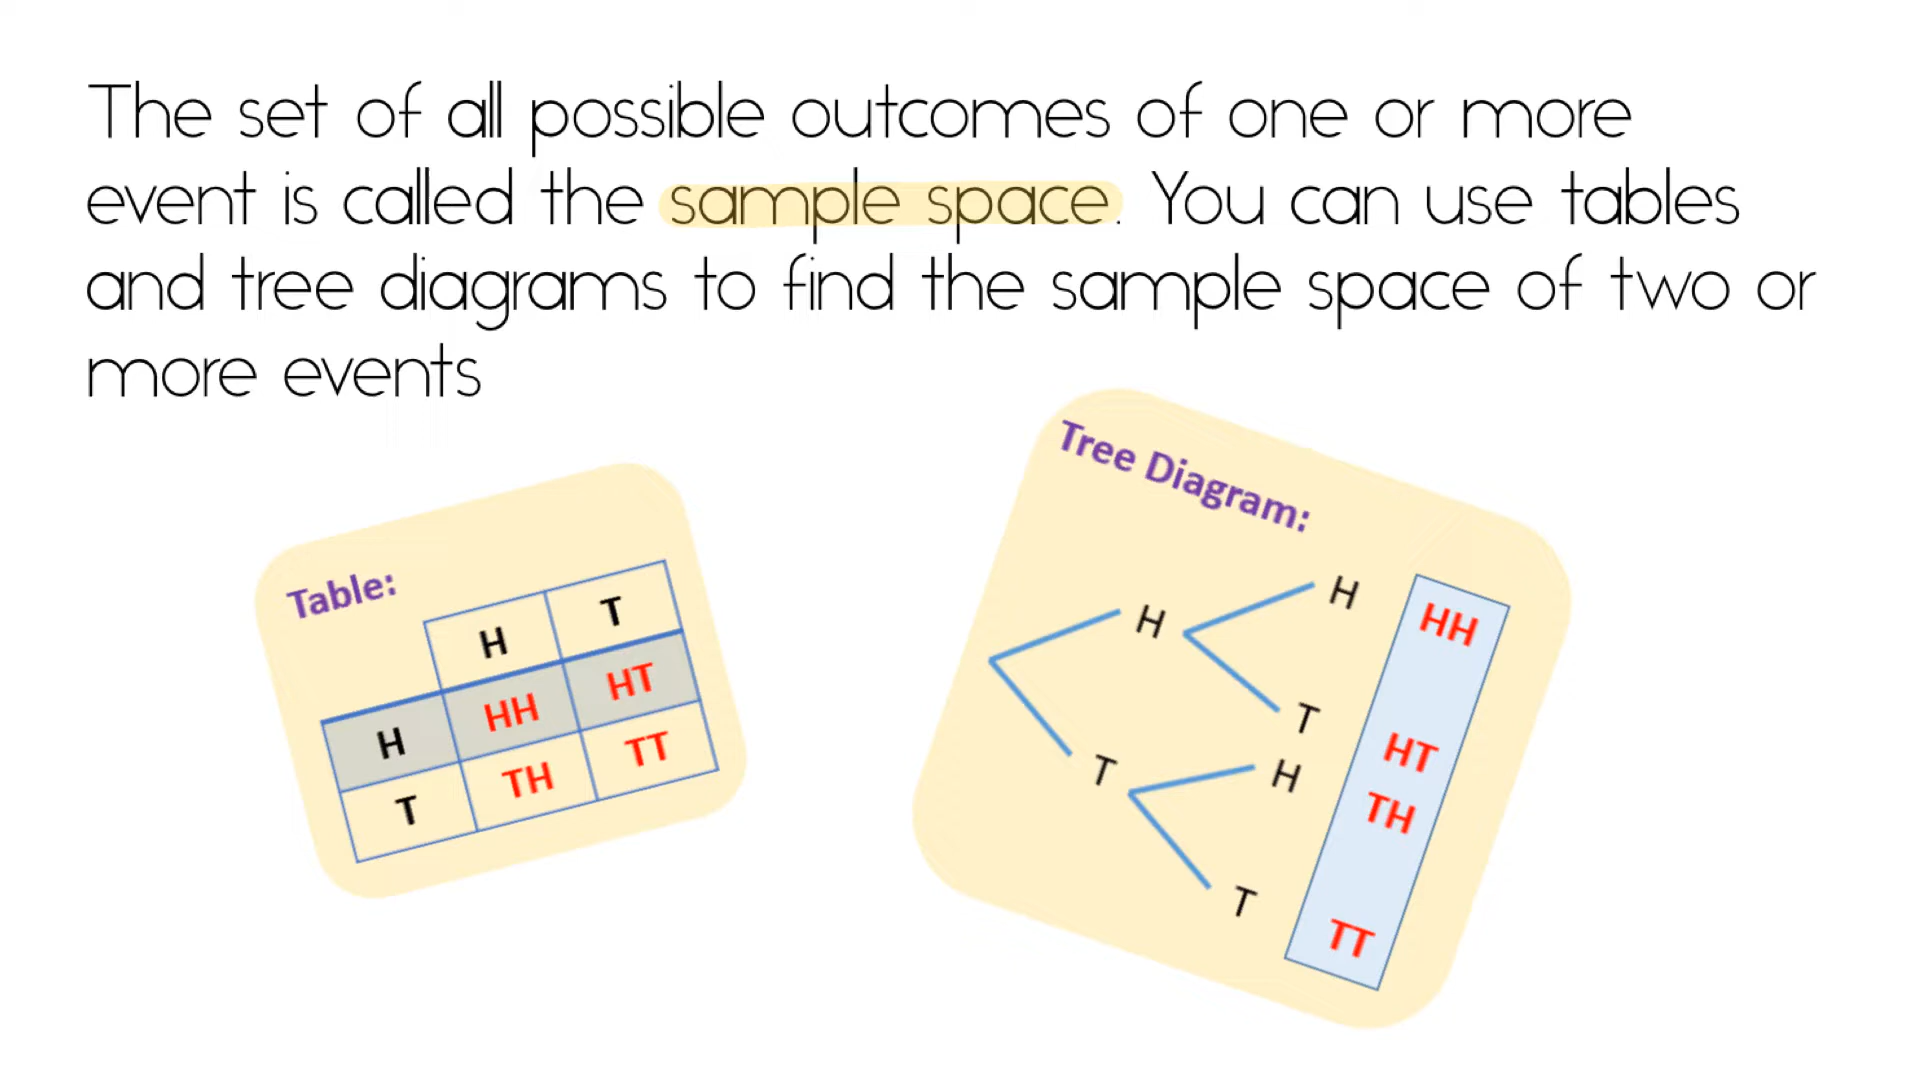 The set of all possible outcomes of one or more
event is called the sample space. You can use tables
and tree diagrams to find the sample space of two or
more events
Table:
H T
H HH HT
T TH TT
Tree Diagram:
H H HH
T HT
T H TH
T TT